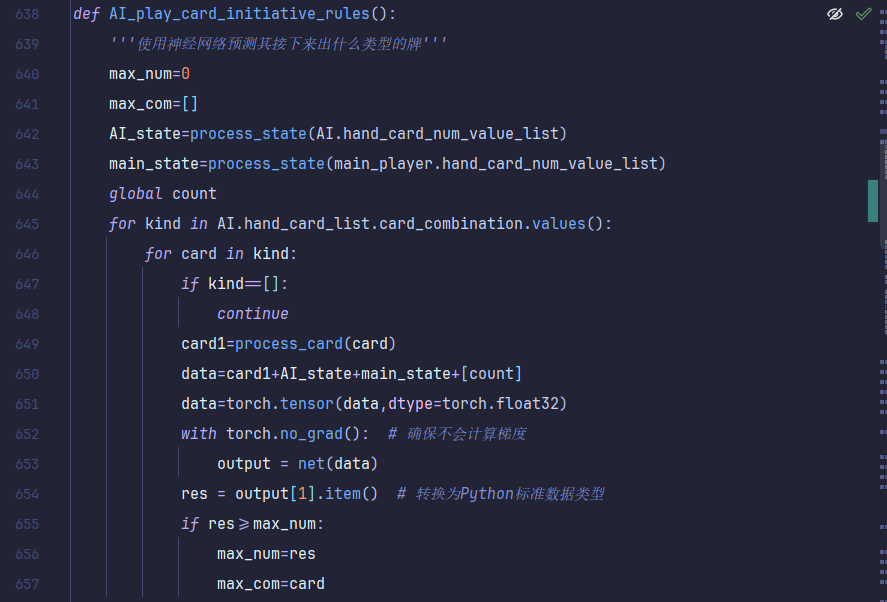 638 def AI_play_card_initiative_rules():
639 '''使用神经网络预测其接下来出什么类型的牌'''
640 max_num=0
641 max_com=[]
642 AI_state=process_state(AI.hand_card_num_value_list)
643 main_state=process_state(main_player.hand_card_num_value_list)
644 global count
645 for kind in AI.hand_card_list.card_combination.values():
646 for card in kind:
647 if kind==[]:
648 continue
649 card1=process_card(card)
650 data=card1+AI_state+main_state+[count]
651 data=torch.tensor(data,dtype=torch.float32)
652 with torch.no_grad():  # 确保不会计算梯度
653 output = net(data)
654 res = output[1].item()  # 转换为Python标准数据类型
655 if res>=max_num:
656 max_num=res
657 max_com=card